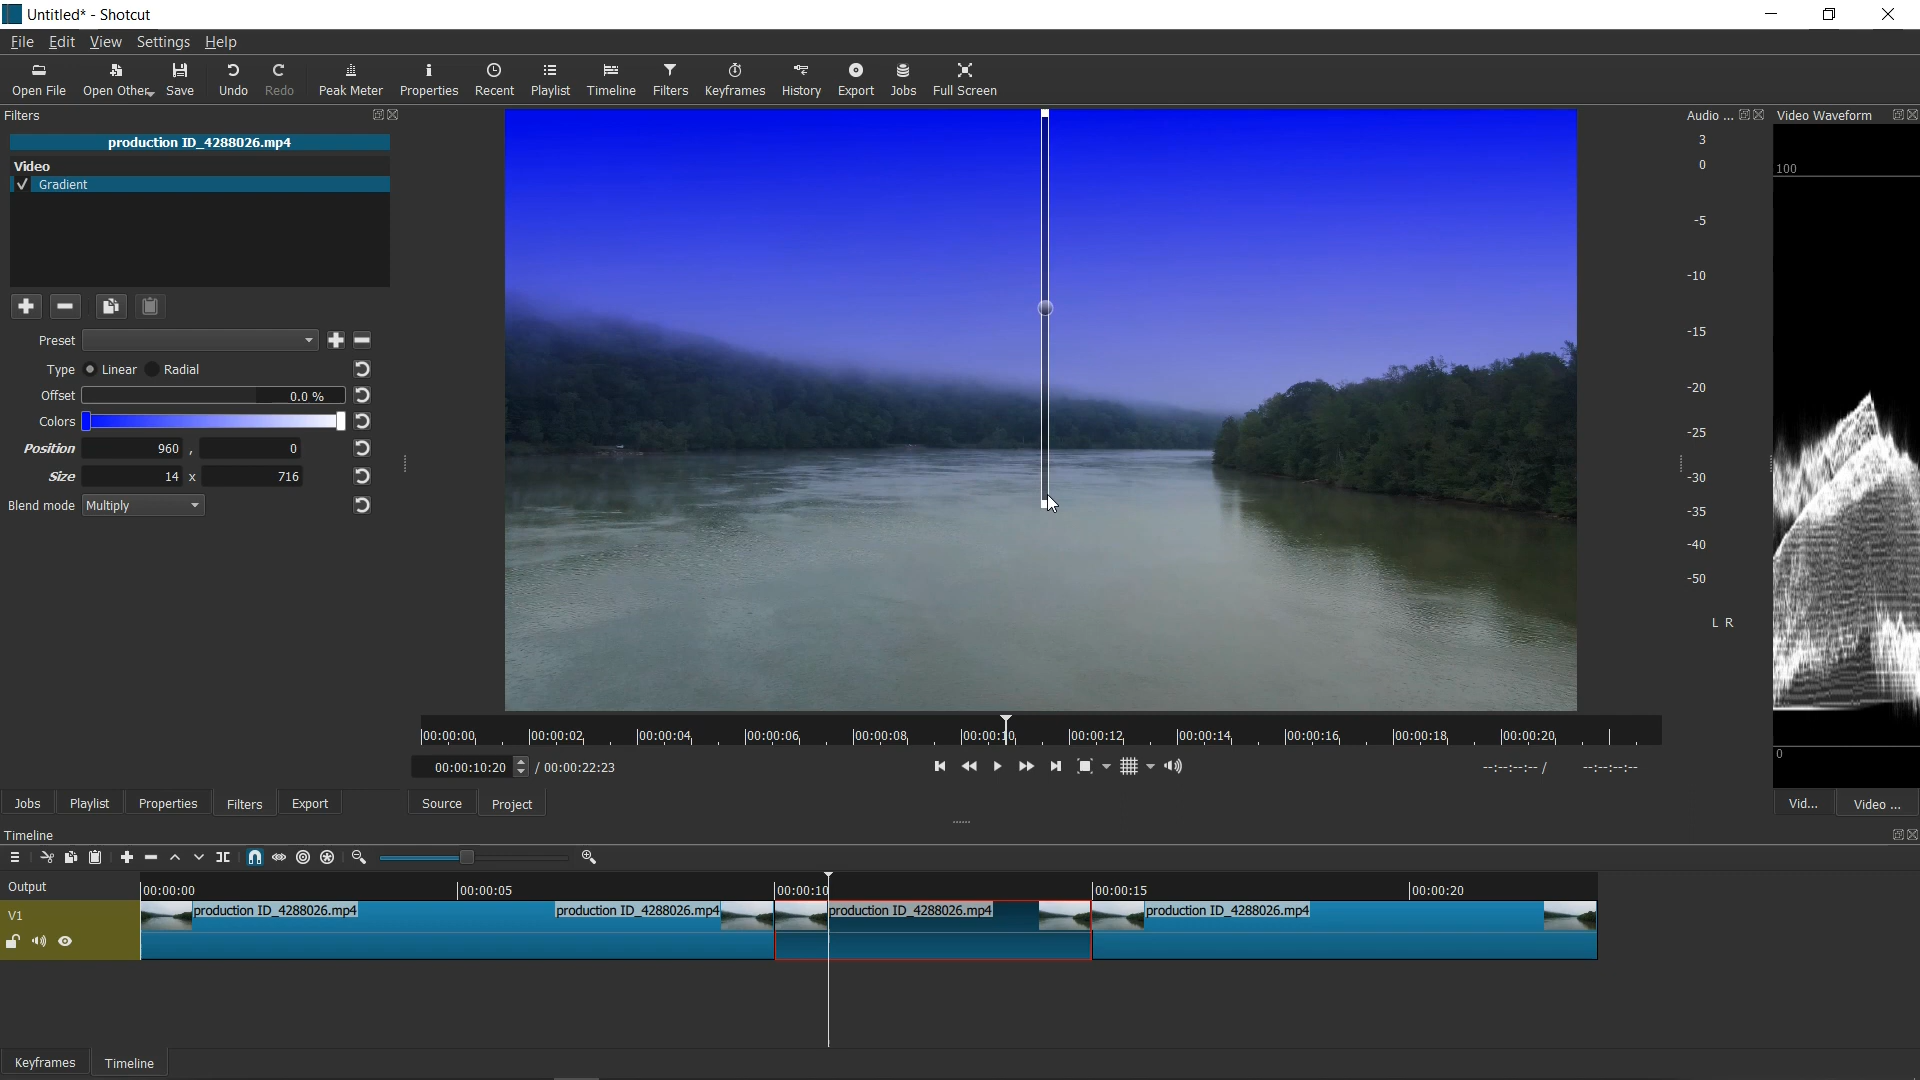 Untitled* - Shotcut
File Edit View Settings Help
Open File Open Other Save Undo Redo Peak Meter Properties Recent Playlist Timeline Filters Keyframes History Export Jobs Full Screen
Filters
production ID_4288026.mp4
Video
Gradient
Preset
Type Linear Radial
Offset 0.0 %
Colors
Position 960 , 0
Size 14 x 716
Blend mode Multiply
Audio ...
3
0
-5
-10
-15
-20
-25
-30
-35
-40
-50
L R
Video Waveform
100
0
00:00:00 00:00:02 00:00:04 00:00:06 00:00:08 00:00:10 00:00:12 00:00:14 00:00:16 00:00:18 00:00:20
00:00:10:20 / 00:00:22:23 --:--:--:-- / --:--:--:--
Jobs Playlist Properties Filters Export
Source Project
Vid... Video ...
Timeline
Output 00:00:00 00:00:05 00:00:10 00:00:15 00:00:20
V1 production ID_4288026.mp4 production ID_4288026.mp4 production ID_4288026.mp4 production ID_4288026.mp4
Keyframes Timeline